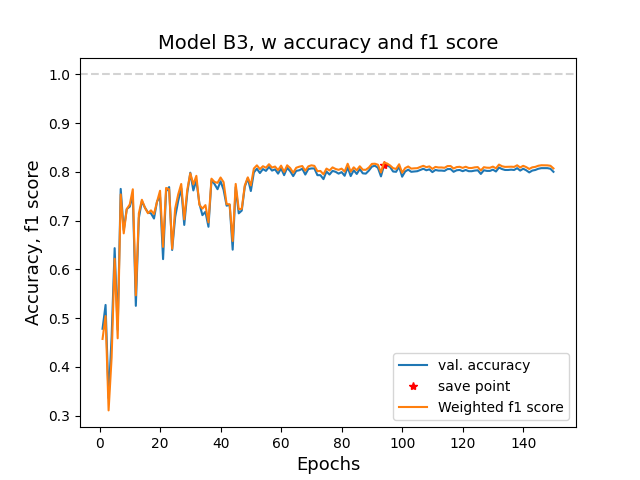 Model B3, w accuracy and f1 score
1.0
0.9
0.8
0.7
0.6
0.5
0.4
0.3
Accuracy, f1 score
val. accuracy
save point
Weighted f1 score
0 20 40 60 80 100 120 140
Epochs